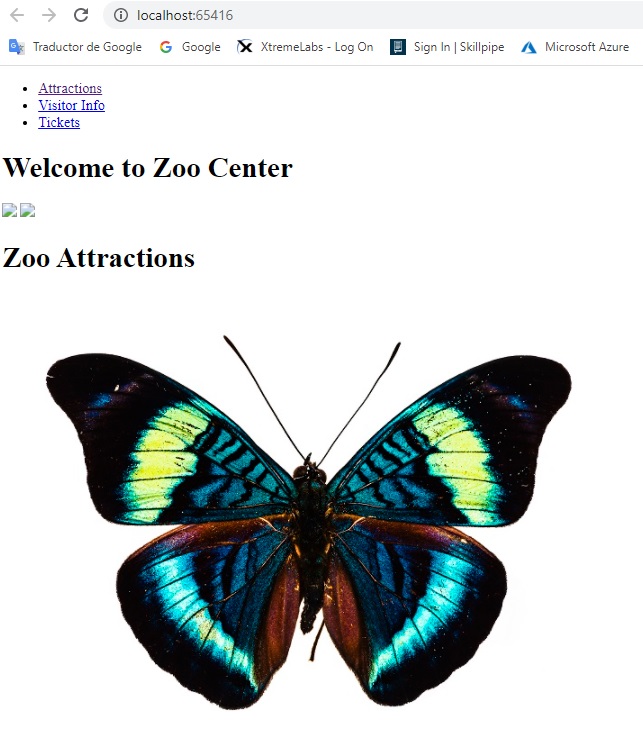 localhost:65416
Traductor de Google Google XtremeLabs - Log On Sign In | Skillpipe Microsoft Azure
Attractions
Visitor Info
Tickets
Welcome to Zoo Center
Zoo Attractions